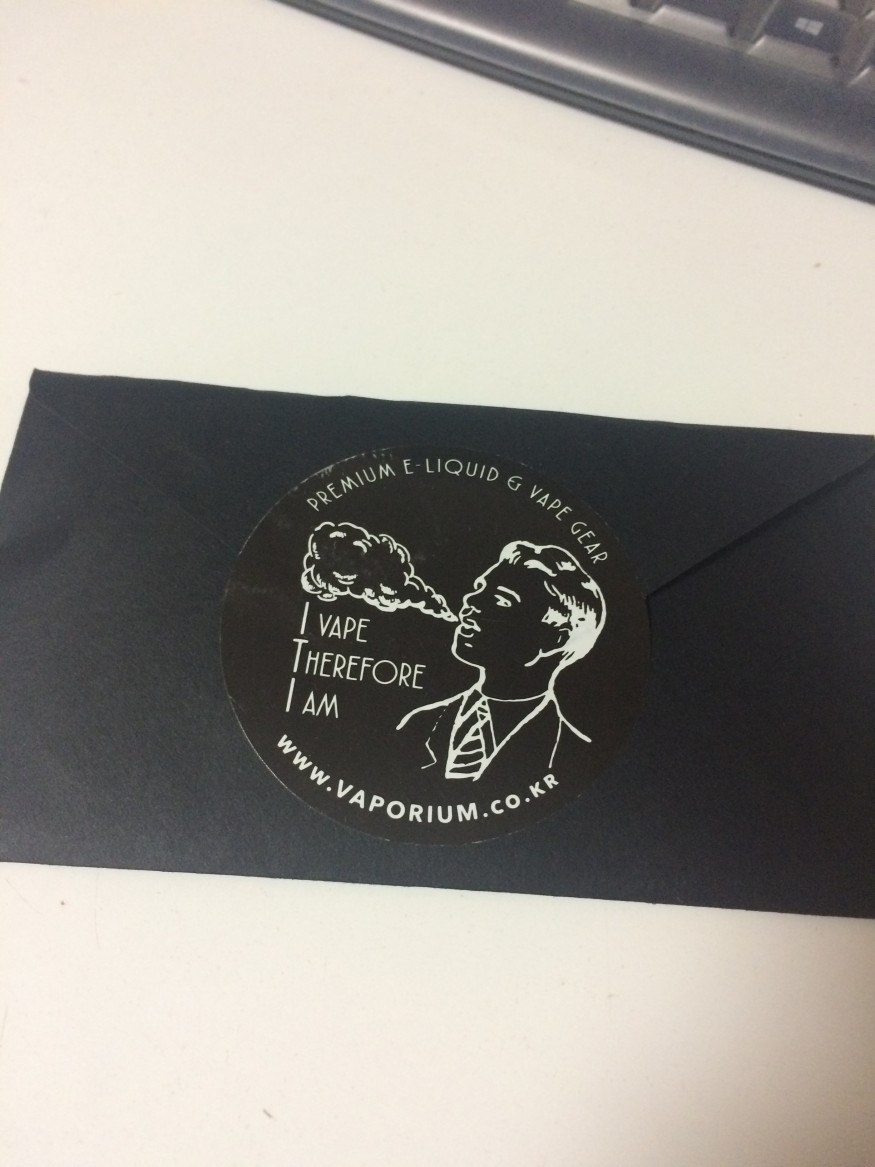 PREMIUM E-LIQUID & VAPE GEAR
I VAPE
THEREFORE
I AM
WWW.VAPORIUM.CO.KR